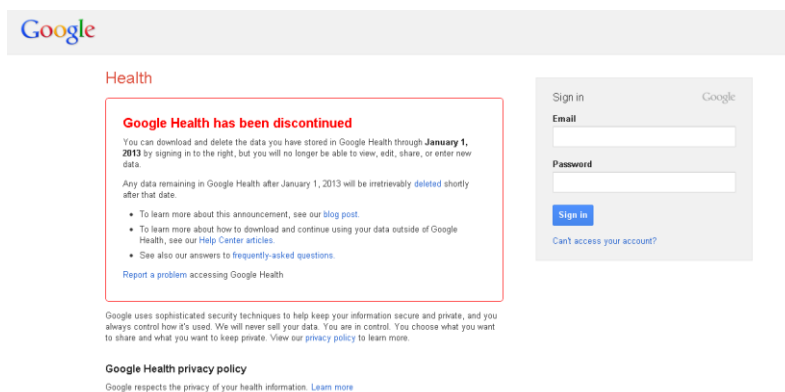 Google
Health
Google Health has been discontinued
You can download and delete the data you have stored in Google Health through January 1,
2013 by signing in to the right, but you will no longer be able to view, edit, share, or enter new
data.
Any data remaining in Google Health after January 1, 2013 will be irretrievably deleted shortly
after that date.
• To learn more about this announcement, see our blog post.
• To learn more about how to download and continue using your data outside of Google
Health, see our Help Center articles.
• See also our answers to frequently-asked questions.
Report a problem accessing Google Health
Google uses sophisticated security techniques to help keep your information secure and private, and you
always control how it's used. We will never sell your data. You are in control. You choose what you want
to share and what you want to keep private. View our privacy policy to learn more.
Google Health privacy policy
Google respects the privacy of your health information. Learn more
Sign in Google
Email
Password
Sign in
Can't access your account?